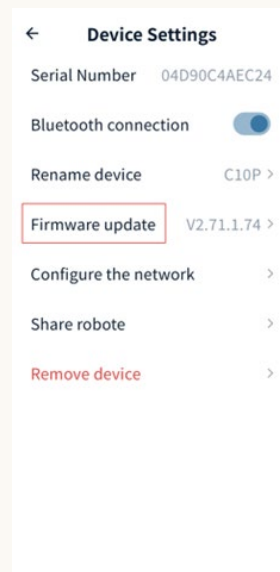 Device Settings
Serial Number 04D90C4AEC24
Bluetooth connection
Rename device C10P >
Firmware update V2.71.1.74 >
Configure the network >
Share robote >
Remove device >